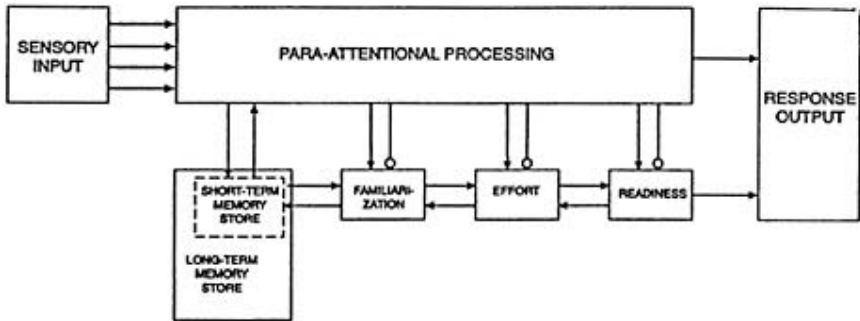 SENSORY
INPUT
PARA-ATTENTIONAL PROCESSING
RESPONSE
OUTPUT
SHORT-TERM
MEMORY
STORE
FAMILIARI-
ZATION
EFFORT
READINESS
LONG-TERM
MEMORY
STORE